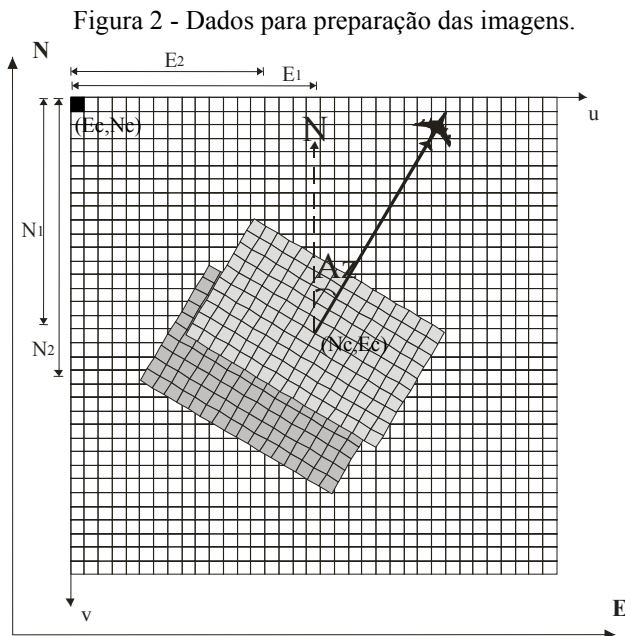 Figura 2 - Dados para preparação das imagens.
N
E2
E1
u
(Ec,Nc)
N
N1
Az
(Nc,Ec)
N2
v
E